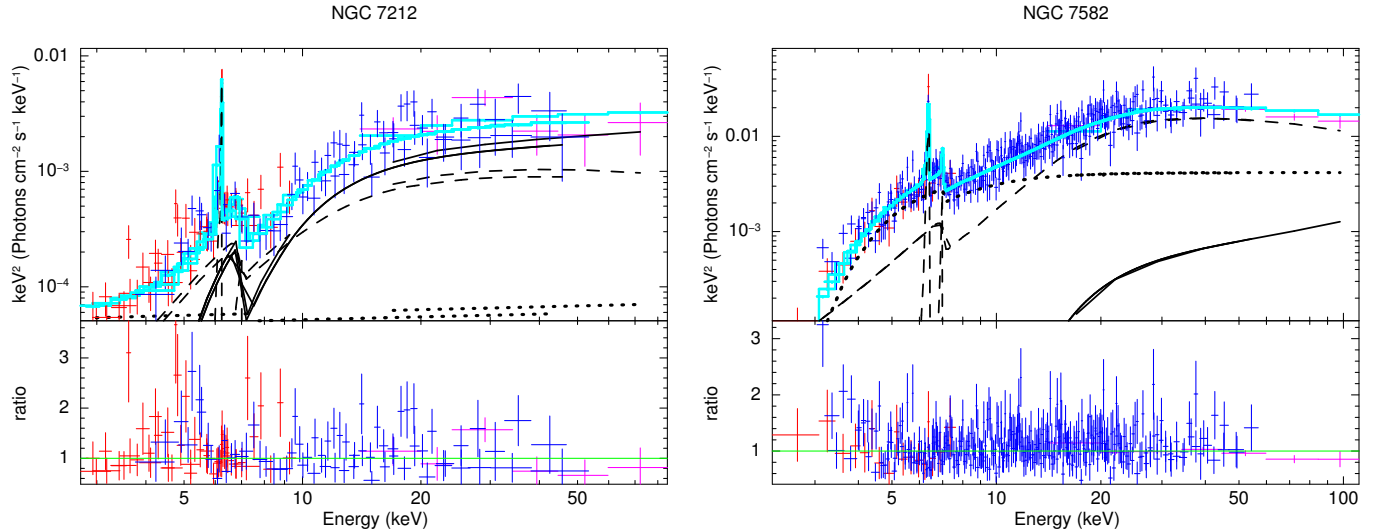 NGC 7212
NGC 7582
0.01
10⁻³
10⁻⁴
keV² (Photons cm⁻² s⁻¹ keV⁻¹)
3
2
1
ratio
5 10 20 50
Energy (keV)
0.01
10⁻³
keV² (Photons cm⁻² s⁻¹ keV⁻¹)
3
2
1
ratio
5 10 20 50 100
Energy (keV)